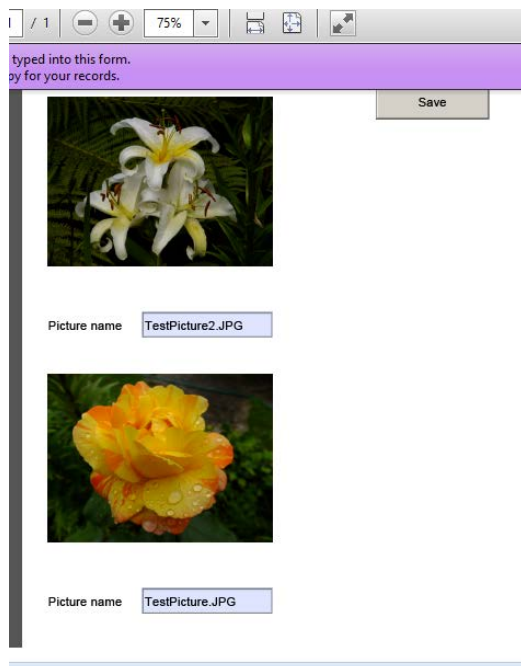 / 1
75%
typed into this form.
py for your records.
Save
Picture name TestPicture2.JPG
Picture name TestPicture.JPG